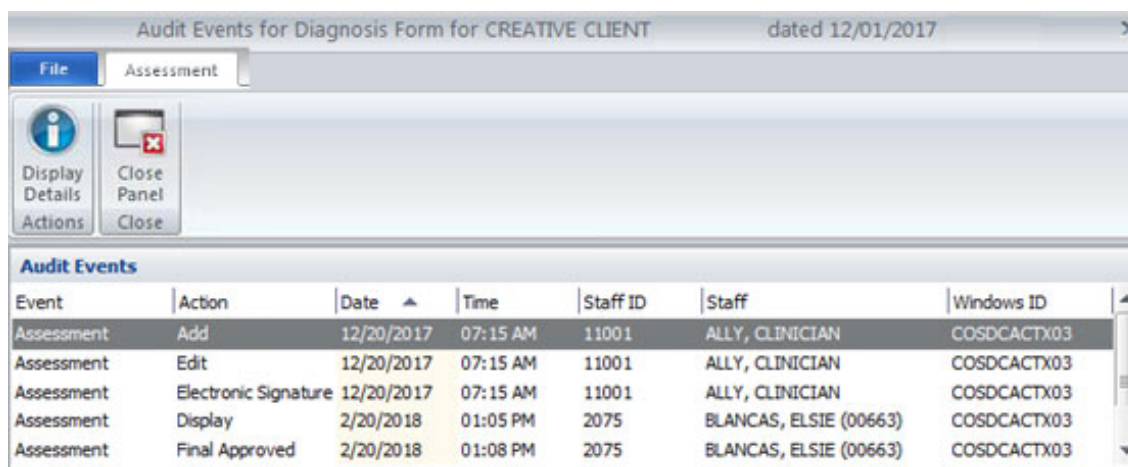 Audit Events for Diagnosis Form for CREATIVE CLIENT dated 12/01/2017
File Assessment
Display Details Close Panel
Actions Close
Audit Events
Event Action Date Time Staff ID Staff Windows ID
Assessment Add 12/20/2017 07:15 AM 11001 ALLY, CLINICIAN COSDCACTX03
Assessment Edit 12/20/2017 07:15 AM 11001 ALLY, CLINICIAN COSDCACTX03
Assessment Electronic Signature 12/20/2017 07:15 AM 11001 ALLY, CLINICIAN COSDCACTX03
Assessment Display 2/20/2018 01:05 PM 2075 BLANCAS, ELSIE (00663) COSDCACTX03
Assessment Final Approved 2/20/2018 01:08 PM 2075 BLANCAS, ELSIE (00663) COSDCACTX03